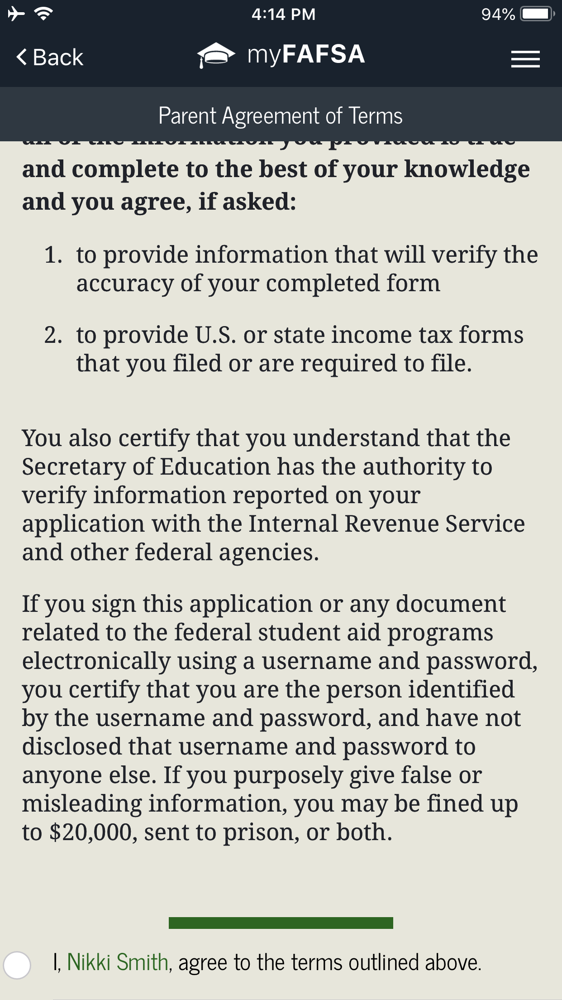 4:14 PM
94%
Back
myFAFSA
Parent Agreement of Terms
all of the information you provided is true
and complete to the best of your knowledge
and you agree, if asked:
1. to provide information that will verify the
accuracy of your completed form
2. to provide U.S. or state income tax forms
that you filed or are required to file.
You also certify that you understand that the
Secretary of Education has the authority to
verify information reported on your
application with the Internal Revenue Service
and other federal agencies.
If you sign this application or any document
related to the federal student aid programs
electronically using a username and password,
you certify that you are the person identified
by the username and password, and have not
disclosed that username and password to
anyone else. If you purposely give false or
misleading information, you may be fined up
to $20,000, sent to prison, or both.
I, Nikki Smith, agree to the terms outlined above.